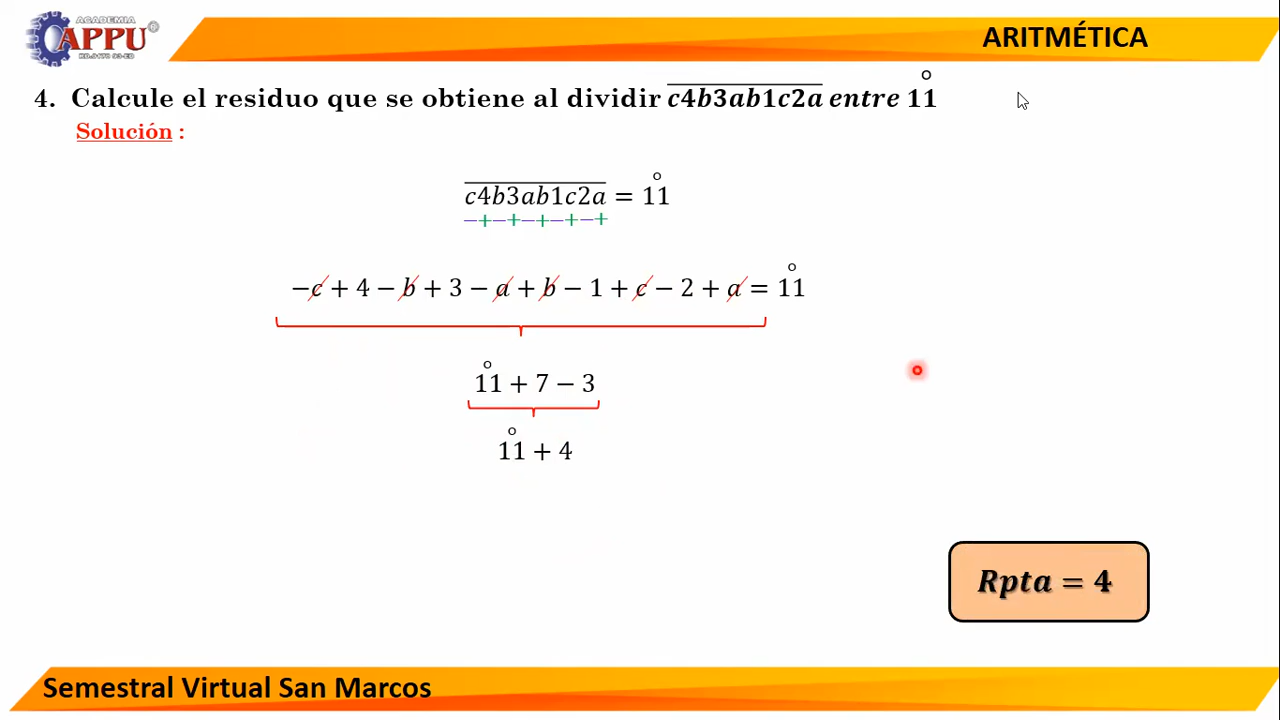 ACADEMIA
CAPPU®
ARITMÉTICA
4. Calcule el residuo que se obtiene al dividir c4b3ab1c2a entre 11
o
Solución :
o
c4b3ab1c2a = 11
−+−+−+−+−+
o
−c + 4 − b + 3 − a + b − 1 + c − 2 + a = 11
o
11 + 7 − 3
o
11 + 4
Rpta = 4
Semestral Virtual San Marcos